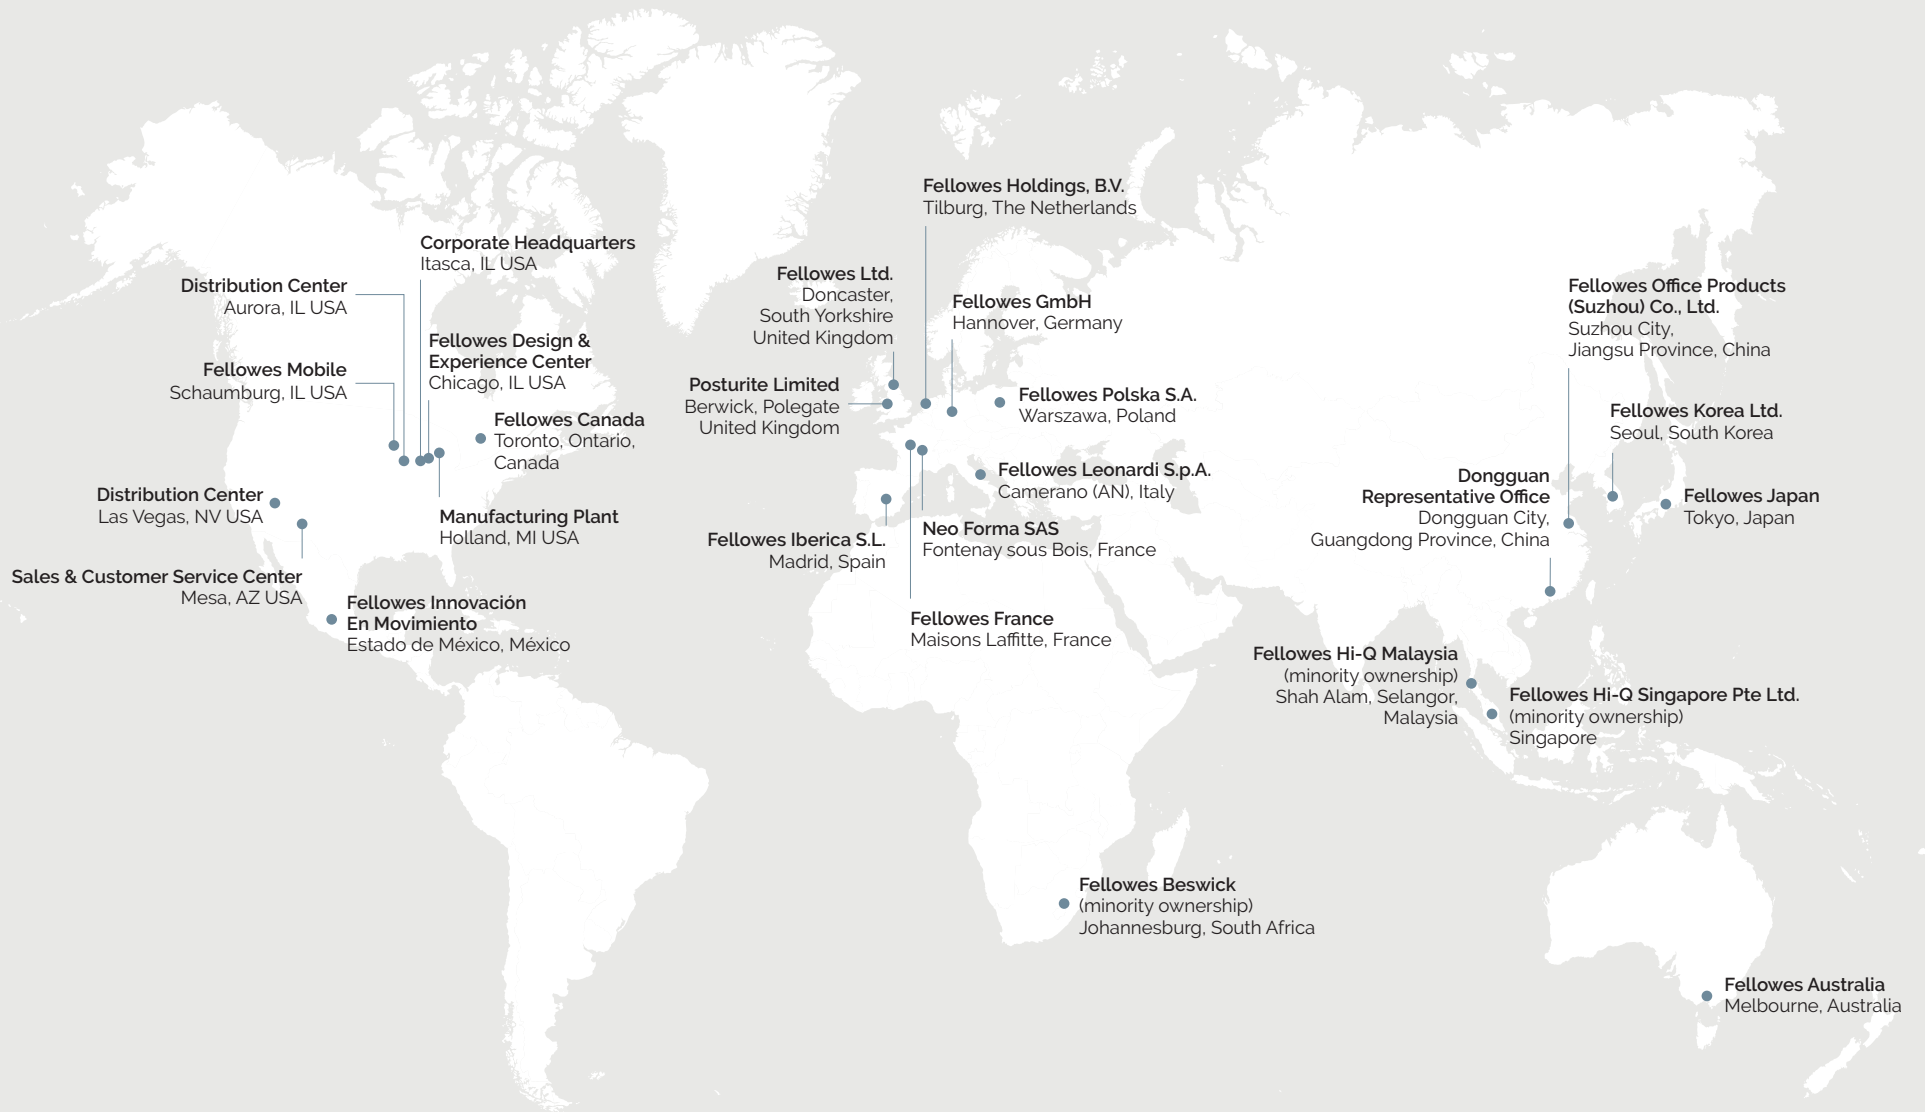 Corporate Headquarters
Itasca, IL USA
Distribution Center
Aurora, IL USA
Fellowes Design &
Experience Center
Chicago, IL USA
Fellowes Mobile
Schaumburg, IL USA
Fellowes Canada
Toronto, Ontario,
Canada
Distribution Center
Las Vegas, NV USA
Manufacturing Plant
Holland, MI USA
Sales & Customer Service Center
Mesa, AZ USA
Fellowes Innovación
En Movimiento
Estado de México, México
Fellowes Holdings, B.V.
Tilburg, The Netherlands
Fellowes Ltd.
Doncaster,
South Yorkshire
United Kingdom
Fellowes GmbH
Hannover, Germany
Posturite Limited
Berwick, Polegate
United Kingdom
Fellowes Polska S.A.
Warszawa, Poland
Fellowes Leonardi S.p.A.
Camerano (AN), Italy
Fellowes Iberica S.L.
Madrid, Spain
Neo Forma SAS
Fontenay sous Bois, France
Fellowes France
Maisons Laffitte, France
Fellowes Beswick
(minority ownership)
Johannesburg, South Africa
Fellowes Office Products
(Suzhou) Co., Ltd.
Suzhou City,
Jiangsu Province, China
Fellowes Korea Ltd.
Seoul, South Korea
Dongguan
Representative Office
Dongguan City,
Guangdong Province, China
Fellowes Japan
Tokyo, Japan
Fellowes Hi-Q Malaysia
(minority ownership)
Shah Alam, Selangor,
Malaysia
Fellowes Hi-Q Singapore Pte Ltd.
(minority ownership)
Singapore
Fellowes Australia
Melbourne, Australia